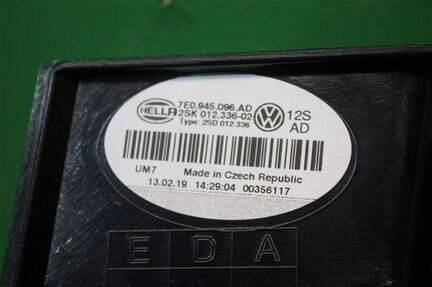 HELLA
7E0.945.096.AD
2SK 012.336-02
Type: 2SD 012.336
12S
AD
UM7 Made in Czech Republic
13.02.19 14:29:04 00356117
E D A